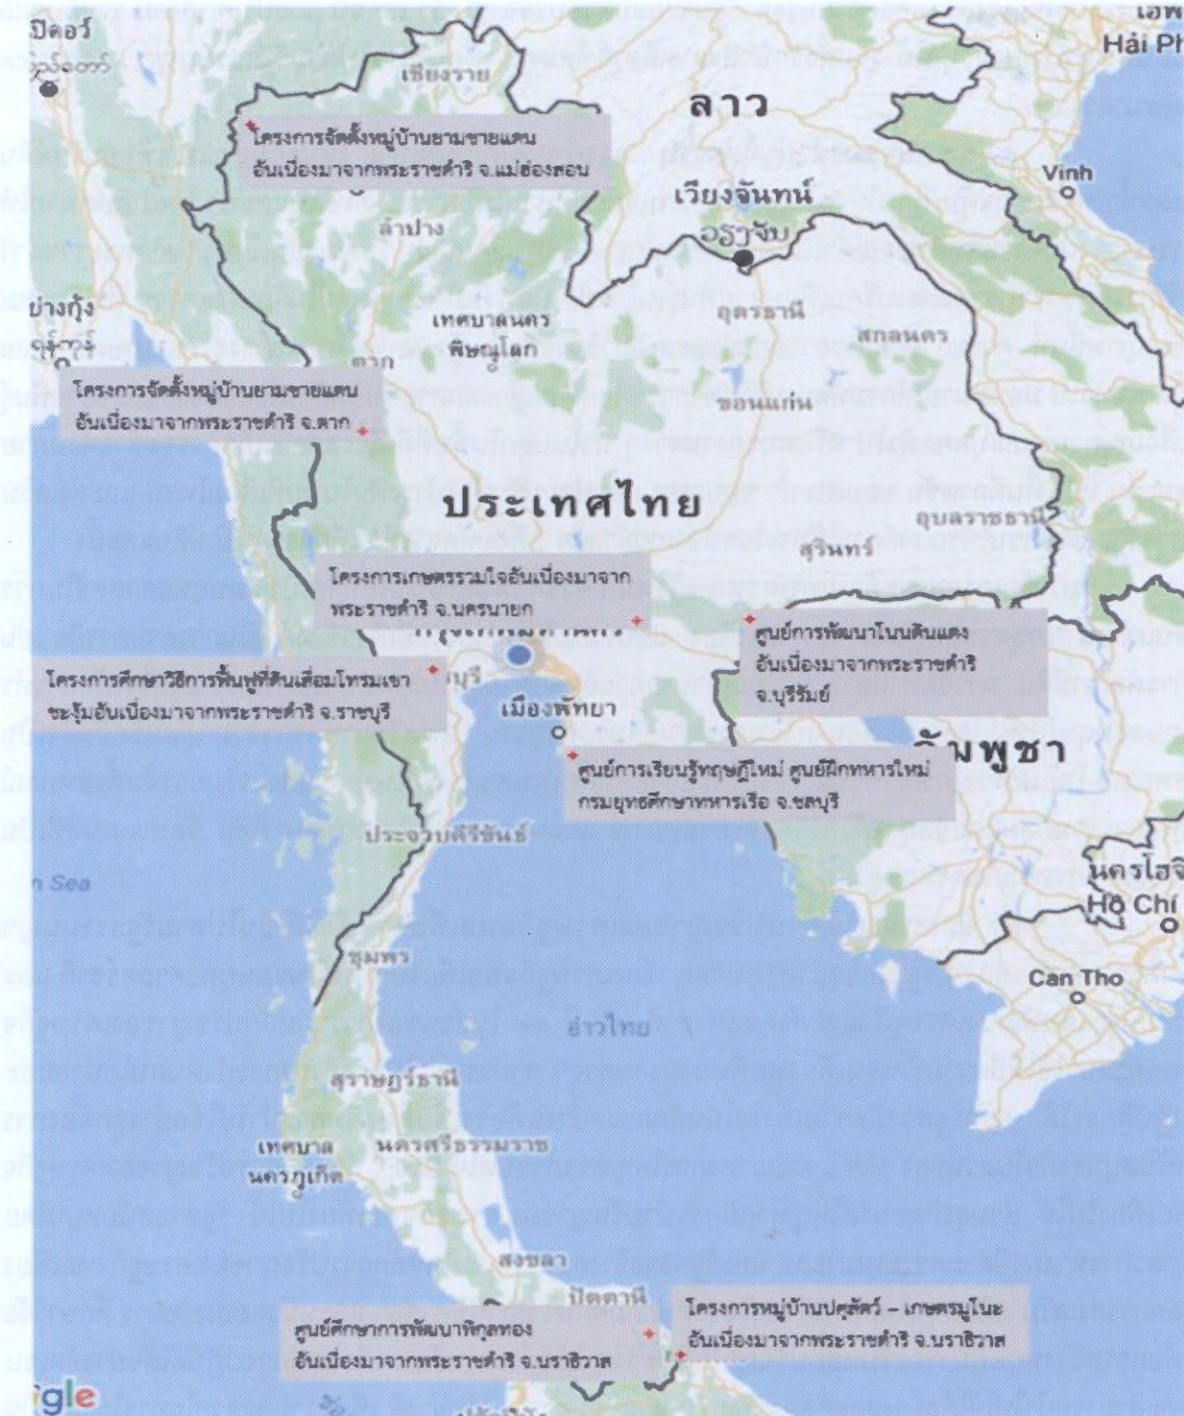 ปีดอว์
เชียงราย
Hải Ph
ลาว
โครงการจัดตั้งหมู่บ้านยามชายแดน
อันเนื่องมาจากพระราชดำริ จ.แม่ฮ่องสอน
Vinh
เวียงจันทน์
ວຽງຈັນ
ลำปาง
ย่างกุ้ง
ရန်ကုန်
อุดรธานี
เทศบาลนคร
พิษณุโลก
สกลนคร
ตาก
โครงการจัดตั้งหมู่บ้านยามชายแดน
อันเนื่องมาจากพระราชดำริ จ.ตาก
ขอนแก่น
ประเทศไทย
อุบลราชธานี
สุรินทร์
โครงการเกษตรรวมใจอันเนื่องมาจาก
พระราชดำริ จ.นครนายก
กรุงเทพมหานคร
ศูนย์การพัฒนาโนนดินแดง
อันเนื่องมาจากพระราชดำริ
จ.บุรีรัมย์
โครงการศึกษาวิธีการฟื้นฟูที่ดินเสื่อมโทรมเขา
ชะงุ้มอันเนื่องมาจากพระราชดำริ จ.ราชบุรี
บุรี
เมืองพัทยา
กัมพูชา
ศูนย์การเรียนรู้ทฤษฎีใหม่ ศูนย์ฝึกทหารใหม่
กรมยุทธศึกษาทหารเรือ จ.ชลบุรี
ประจวบคีรีขันธ์
n Sea
นครโฮจิ
Hồ Chí
ชุมพร
Can Tho
อ่าวไทย
สุราษฎร์ธานี
เทศบาล
นครภูเก็ต
นครศรีธรรมราช
สงขลา
ปัตตานี
โครงการหมู่บ้านปศุสัตว์ – เกษตรมูโนะ
อันเนื่องมาจากพระราชดำริ จ.นราธิวาส
ศูนย์ศึกษาการพัฒนาพิกุลทอง
อันเนื่องมาจากพระราชดำริ จ.นราธิวาส
gle